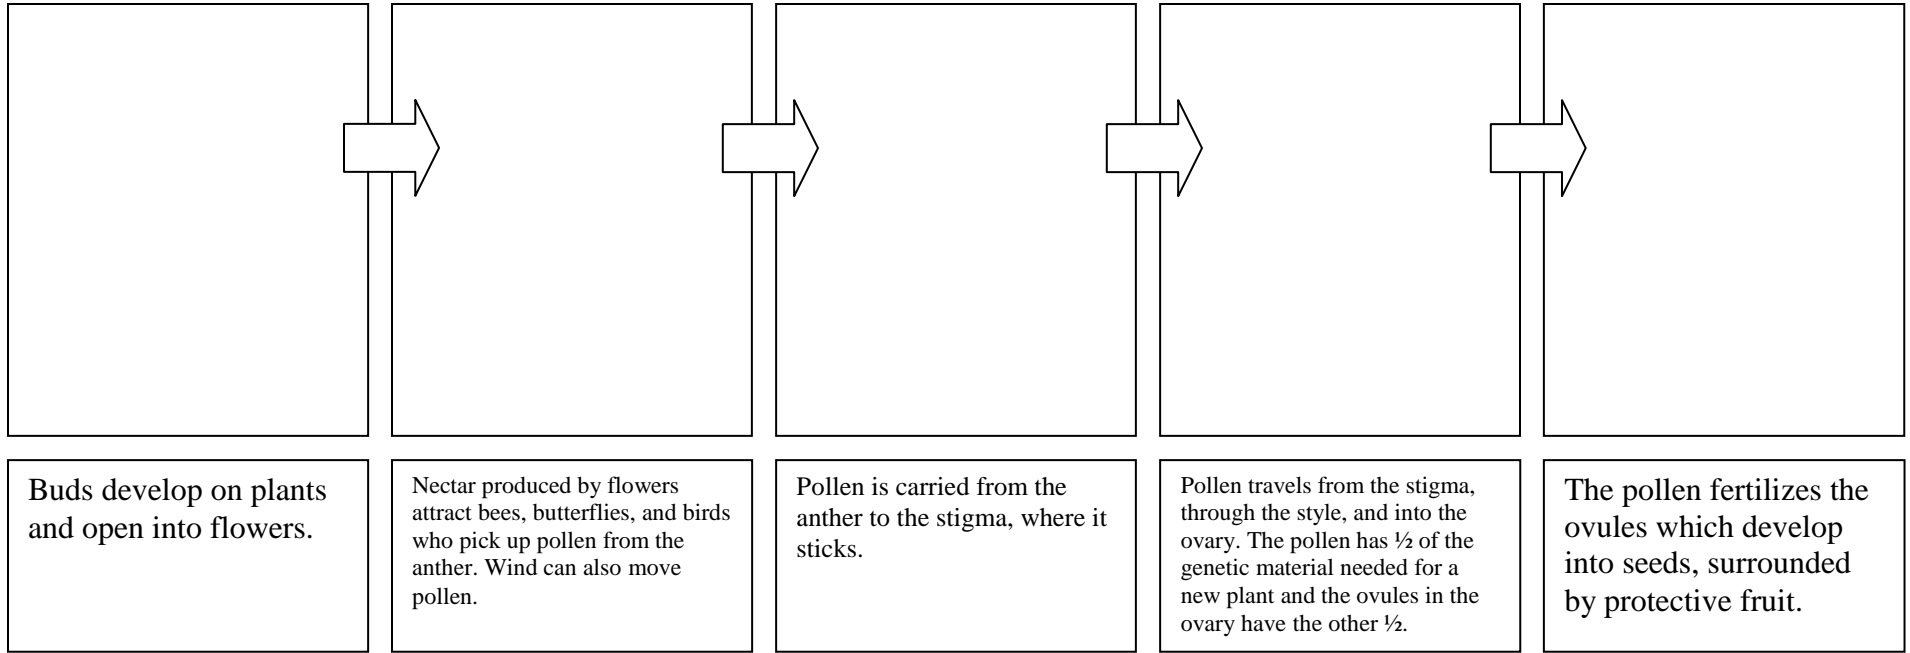 Buds develop on plants
and open into flowers.
Nectar produced by flowers
attract bees, butterflies, and birds
who pick up pollen from the
anther. Wind can also move
pollen.
Pollen is carried from the
anther to the stigma, where it
sticks.
Pollen travels from the stigma,
through the style, and into the
ovary. The pollen has ½ of the
genetic material needed for a
new plant and the ovules in the
ovary have the other ½.
The pollen fertilizes the
ovules which develop
into seeds, surrounded
by protective fruit.